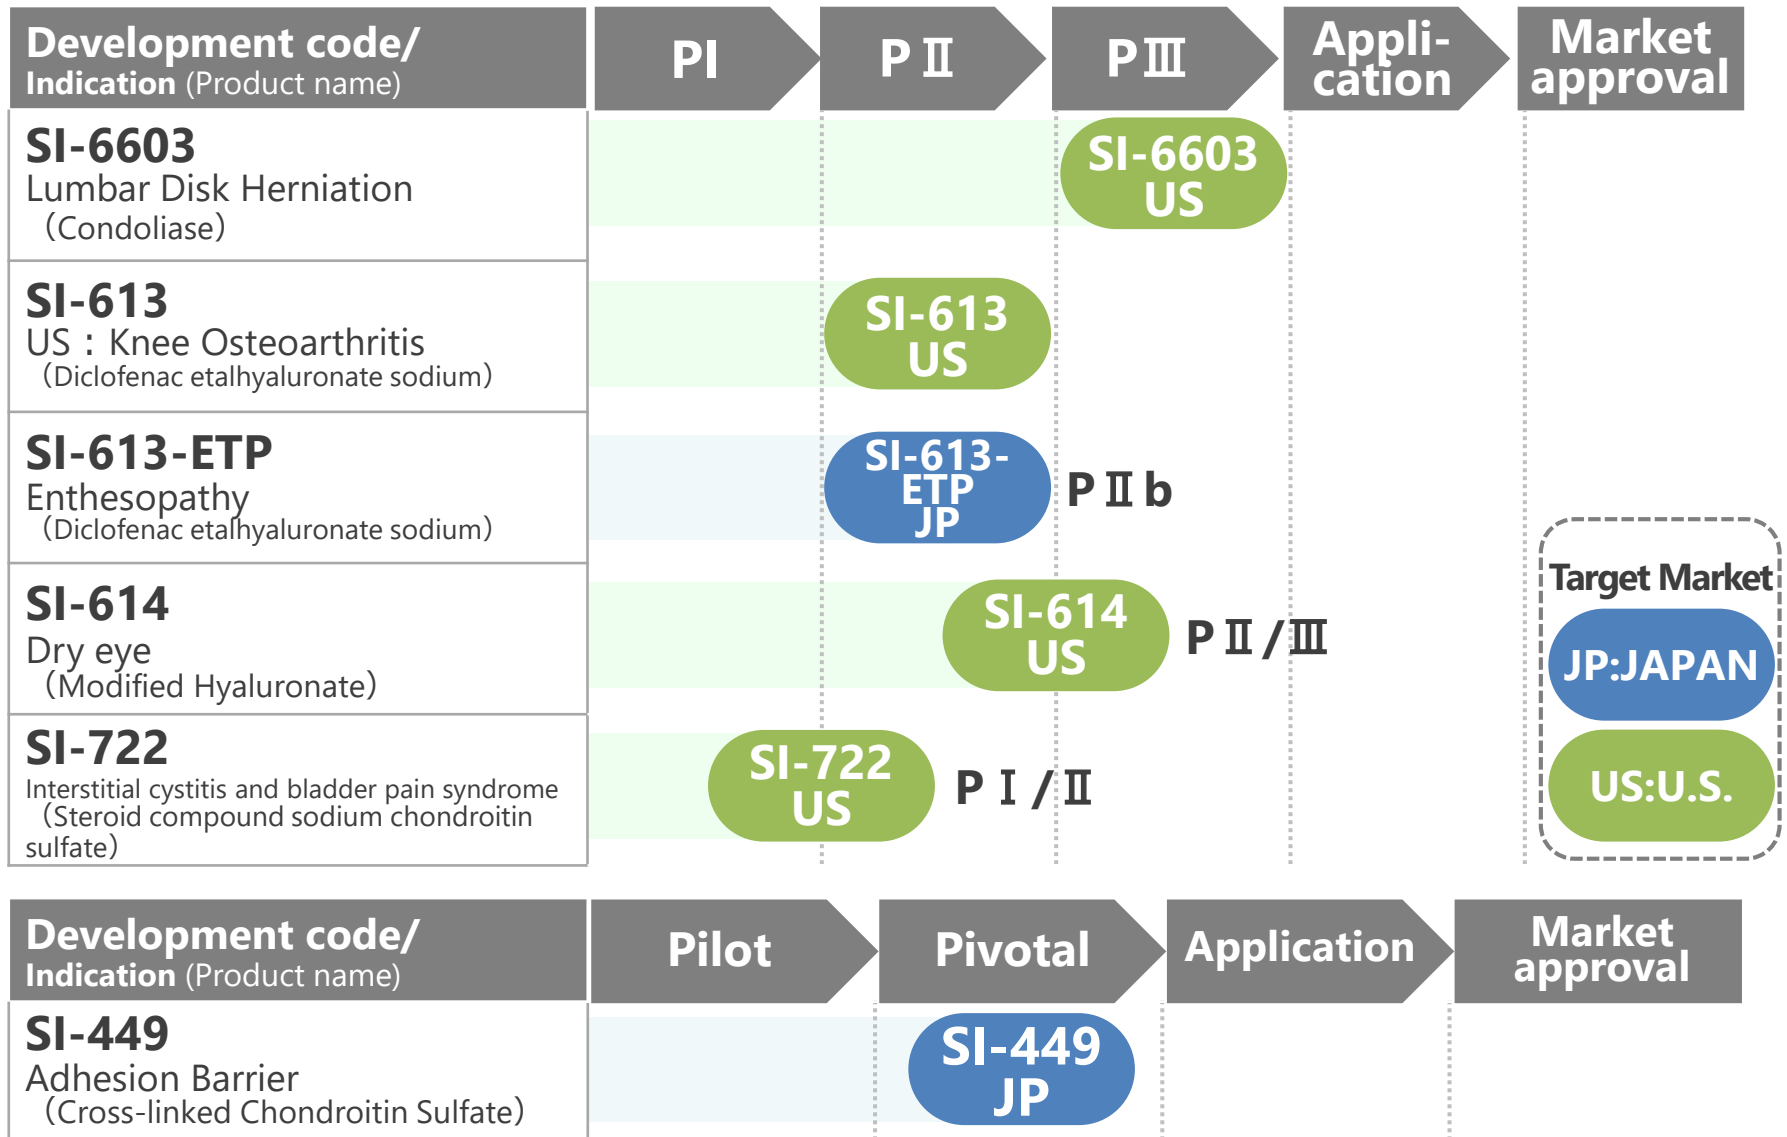 Development code/
Indication (Product name)
PⅠ
PⅡ
PⅢ
Appli-
cation
Market
approval
SI-6603
Lumbar Disk Herniation
（Condoliase）
SI-6603
US
SI-613
US：Knee Osteoarthritis
（Diclofenac etalhyaluronate sodium）
SI-613
US
SI-613-ETP
Enthesopathy
（Diclofenac etalhyaluronate sodium）
SI-613-
ETP
JP
PⅡb
SI-614
Dry eye
（Modified Hyaluronate）
SI-614
US
PⅡ/Ⅲ
SI-722
Interstitial cystitis and bladder pain syndrome
（Steroid compound sodium chondroitin
sulfate）
SI-722
US
PⅠ/Ⅱ
Target Market
JP:JAPAN
US:U.S.
Development code/
Indication (Product name)
Pilot
Pivotal
Application
Market
approval
SI-449
Adhesion Barrier
（Cross-linked Chondroitin Sulfate）
SI-449
JP